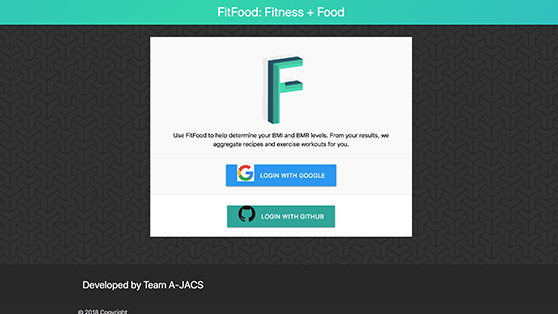 FitFood: Fitness + Food
F
Use FitFood to help determine your BMI and BMR levels. From your results, we
aggregate recipes and exercise workouts for you.
LOGIN WITH GOOGLE
LOGIN WITH GITHUB
Developed by Team A-JACS
© 2018 Copyright